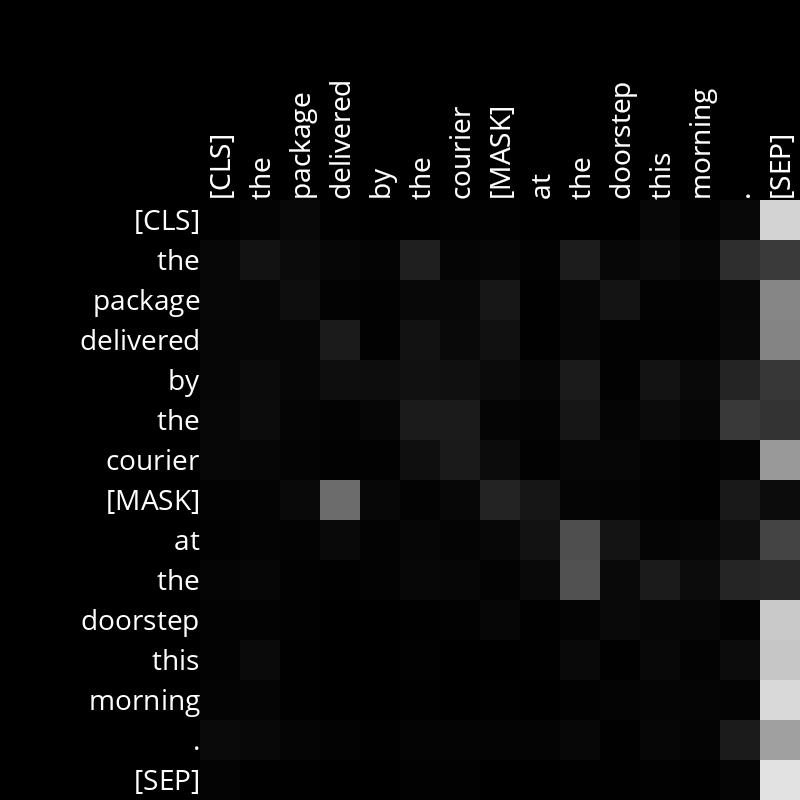 [CLS] the package delivered by the courier [MASK] at the doorstep this morning . [SEP]
[CLS]
the
package
delivered
by
the
courier
[MASK]
at
the
doorstep
this
morning
.
[SEP]